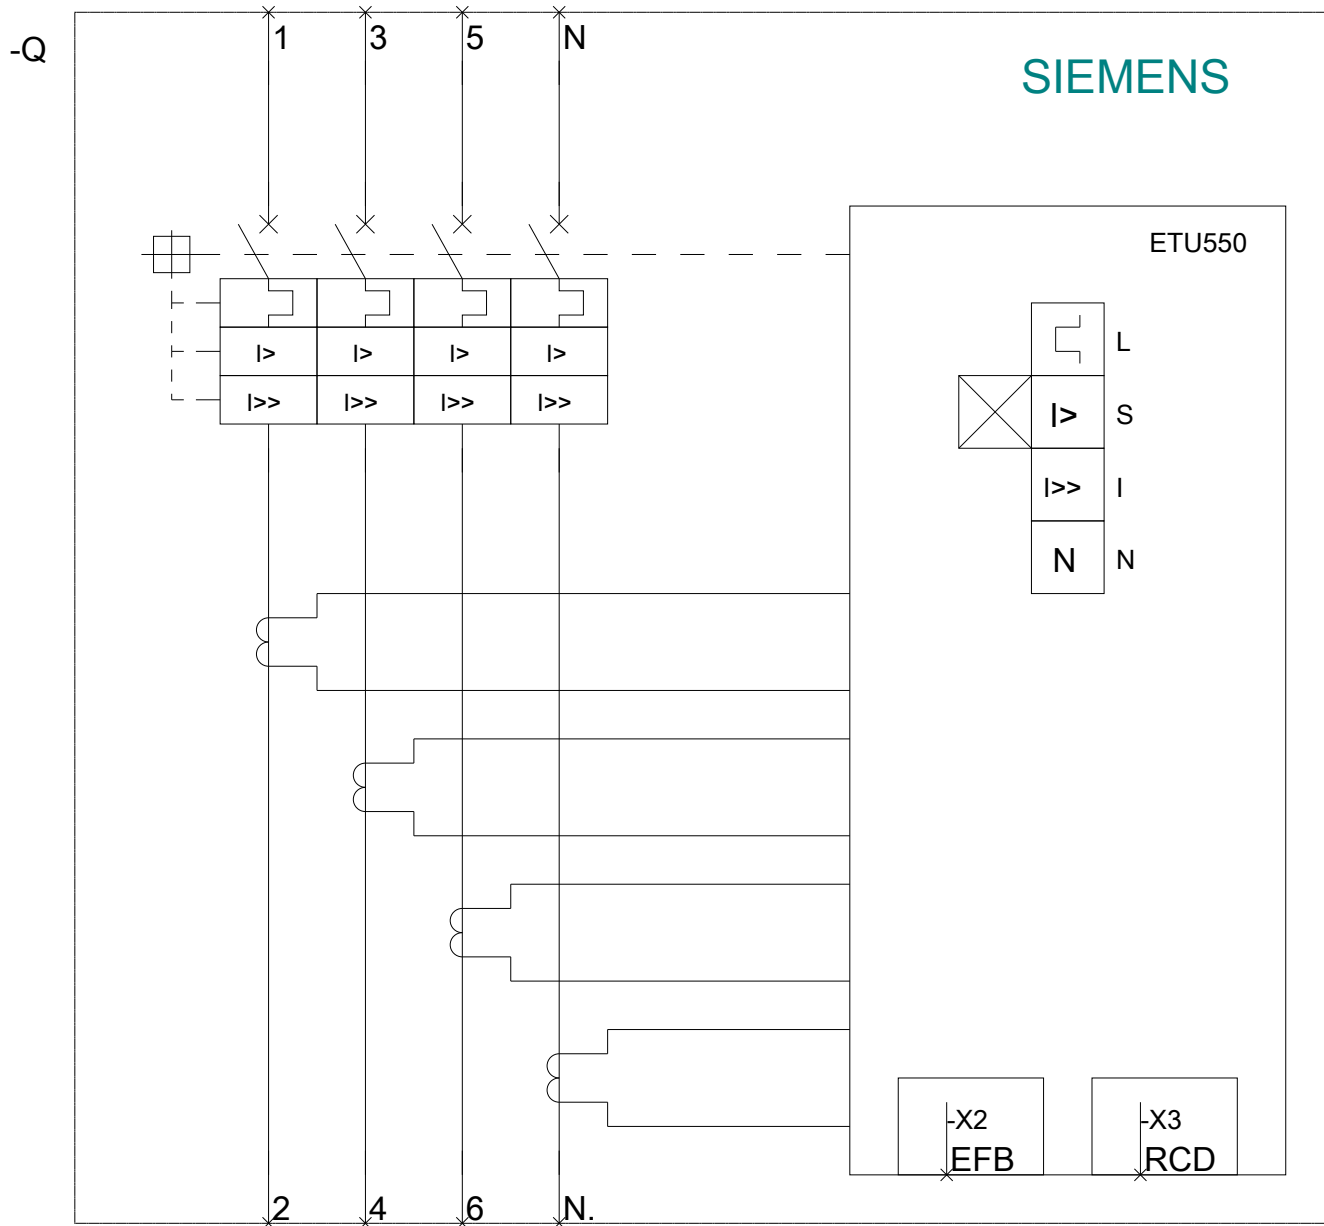 1 3 5 N
-Q
SIEMENS
ETU550
I> I> I> I>
I>> I>> I>> I>>
L
I> S
I>> I
N N
-X2 -X3
EFB RCD
2 4 6 N.